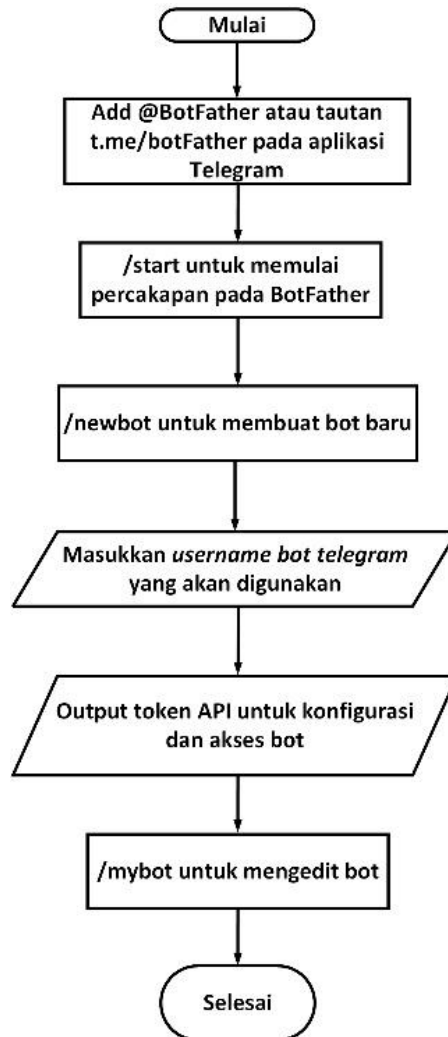 Mulai
Add @BotFather atau tautan
t.me/botFather pada aplikasi
Telegram
/start untuk memulai
percakapan pada BotFather
/newbot untuk membuat bot baru
Masukkan username bot telegram
yang akan digunakan
Output token API untuk konfigurasi
dan akses bot
/mybot untuk mengedit bot
Selesai